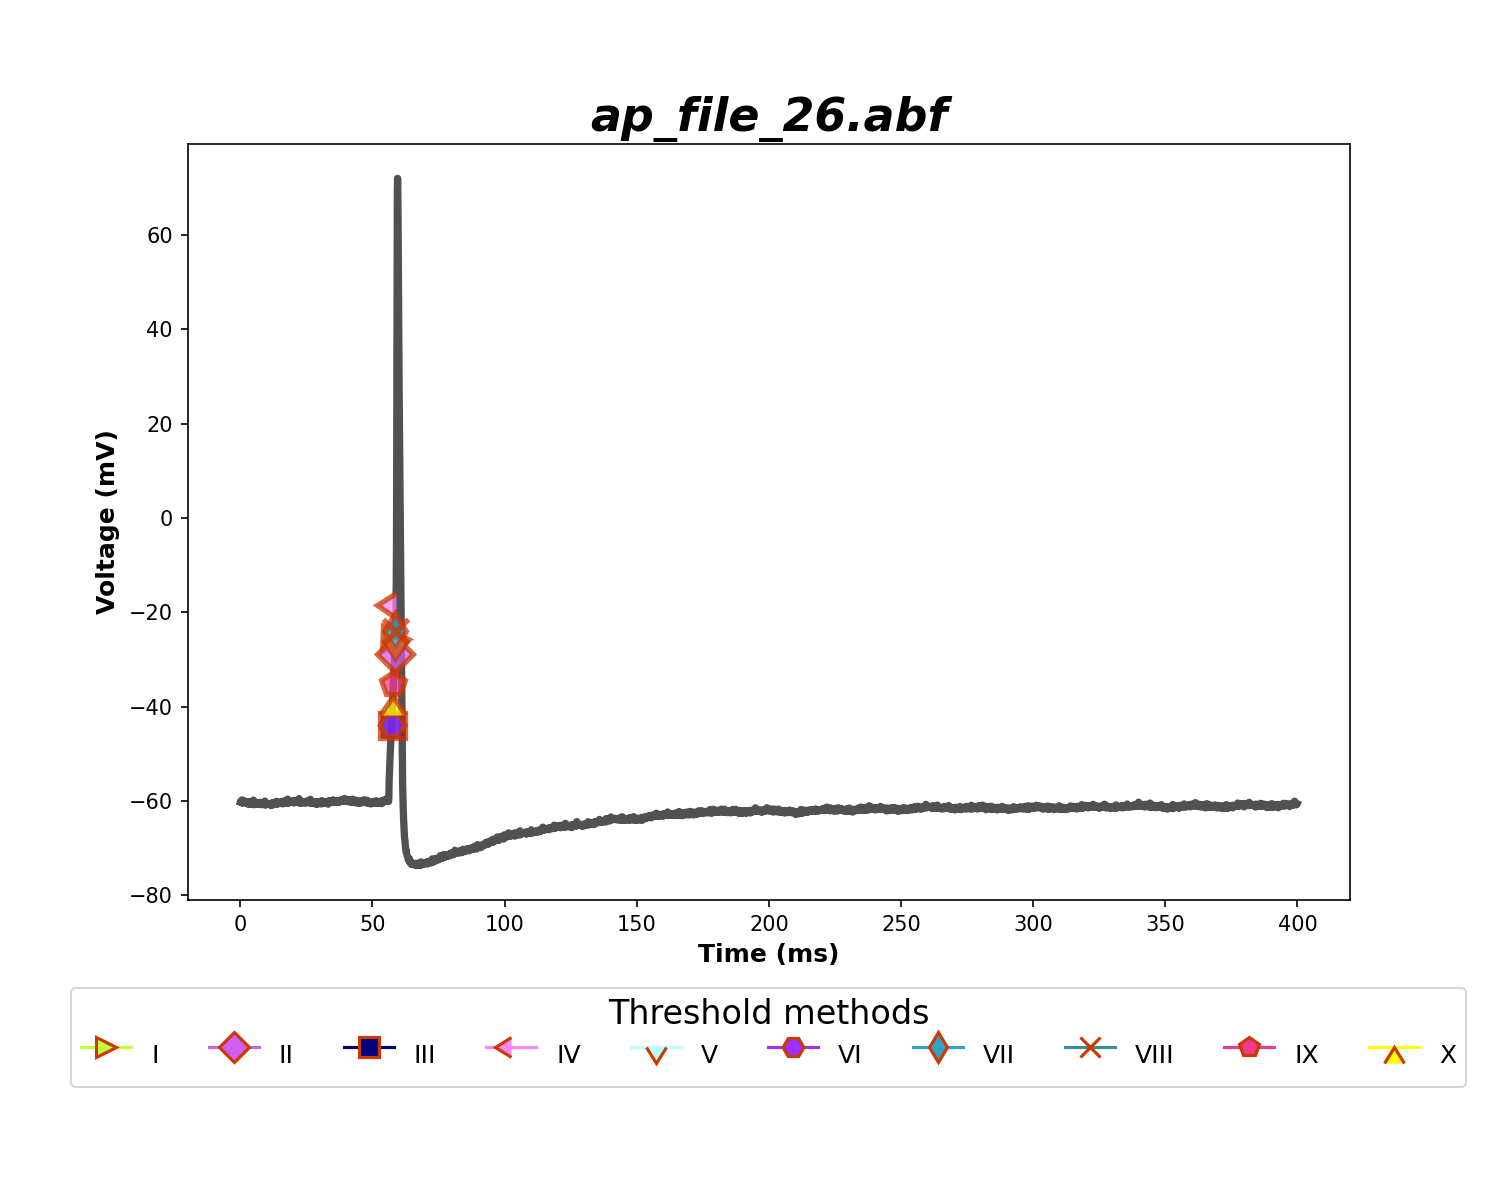 ap_file_26.abf
60
40
20
0
−20
−40
−60
−80
Voltage (mV)
0 50 100 150 200 250 300 350 400
Time (ms)
Threshold methods
I II III IV V VI VII VIII IX X